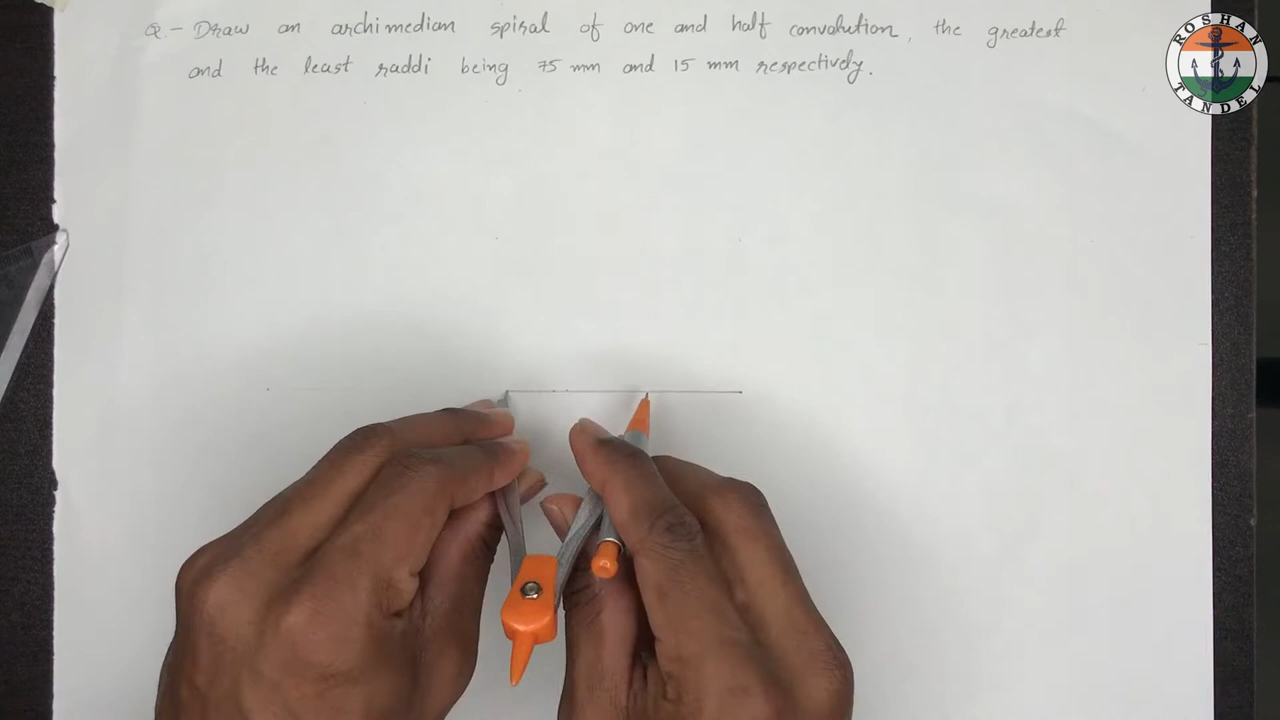 Q - Draw an archimedian spiral of one and half convolution, the greatest
and the least raddi being 75 mm and 15 mm respectively.
ROSHAN
TANDEL